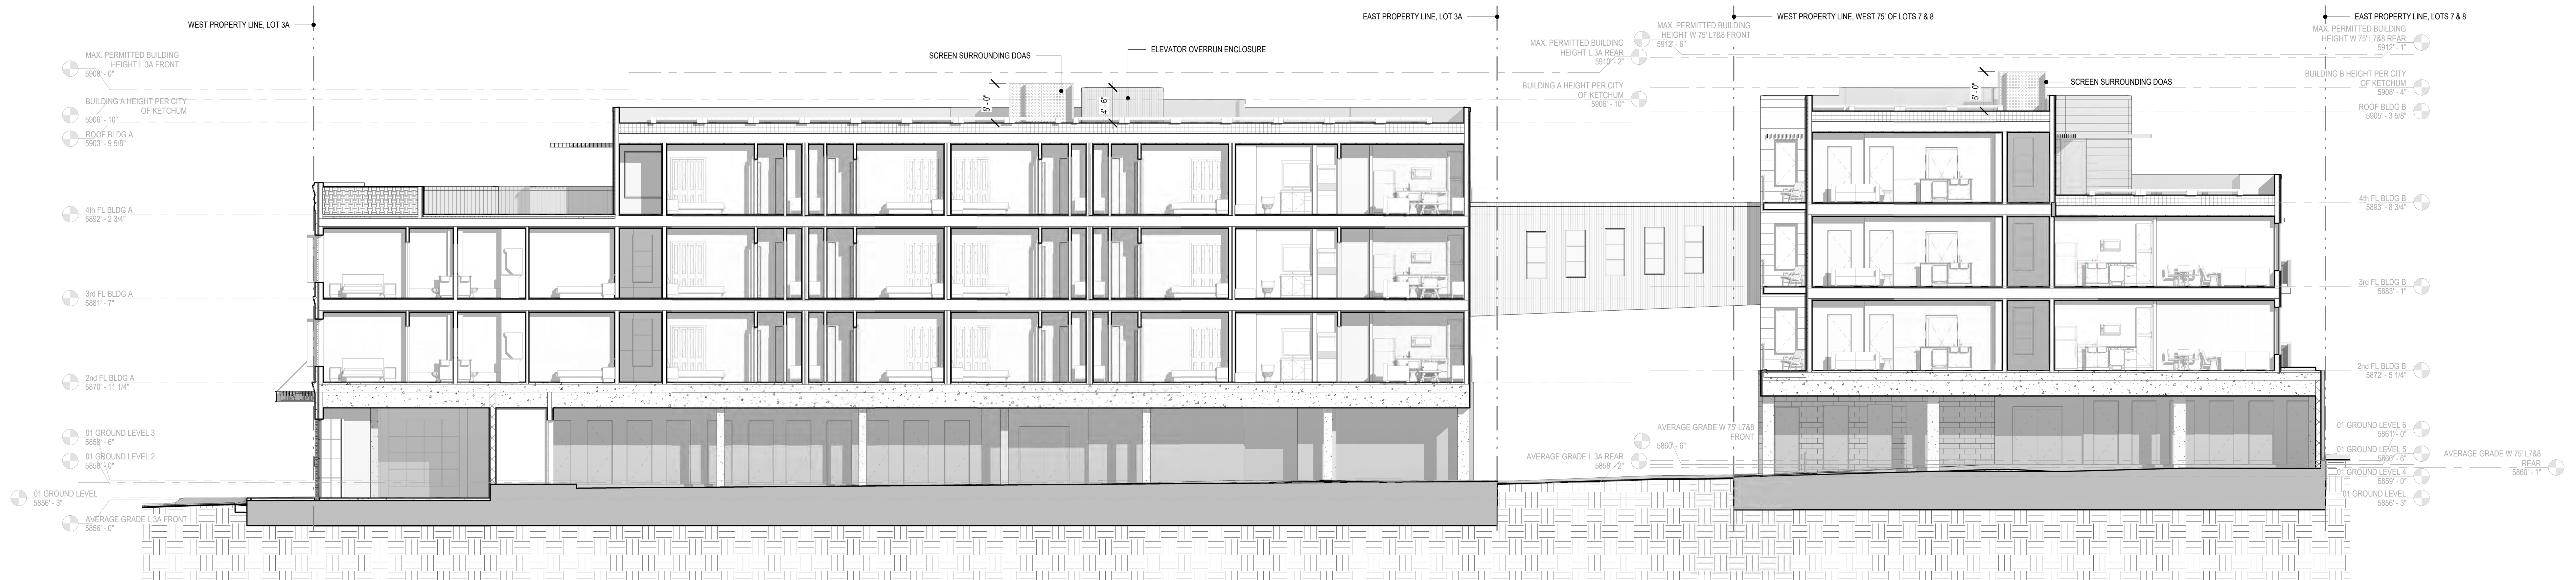 WEST PROPERTY LINE, LOT 3A
MAX. PERMITTED BUILDING
HEIGHT L 3A FRONT
5908' - 0"
BUILDING A HEIGHT PER CITY
OF KETCHUM
5906' - 10"
ROOF BLDG A
5903' - 9 5/8"
4th FL BLDG A
5892' - 2 3/4"
3rd FL BLDG A
5881' - 7"
2nd FL BLDG A
5870' - 11 1/4"
01 GROUND LEVEL 3
5858' - 6"
01 GROUND LEVEL 2
5858' - 0"
01 GROUND LEVEL
5856' - 3"
AVERAGE GRADE L 3A FRONT
5856' - 0"
SCREEN SURROUNDING DOAS
ELEVATOR OVERRUN ENCLOSURE
5' - 0"
4' - 6"
EAST PROPERTY LINE, LOT 3A
MAX. PERMITTED BUILDING
HEIGHT L 3A REAR
5910' - 2"
BUILDING A HEIGHT PER CITY
OF KETCHUM
5906' - 10"
MAX. PERMITTED BUILDING
HEIGHT W 75' L7&8 FRONT
5912' - 6"
WEST PROPERTY LINE, WEST 75' OF LOTS 7 & 8
AVERAGE GRADE W 75' L7&8
FRONT
5860' - 6"
AVERAGE GRADE L 3A REAR
5858' - 2"
5' - 0"
SCREEN SURROUNDING DOAS
EAST PROPERTY LINE, LOTS 7 & 8
MAX. PERMITTED BUILDING
HEIGHT W 75' L7&8 REAR
5912' - 1"
BUILDING B HEIGHT PER CITY
OF KETCHUM
5908' - 4"
ROOF BLDG B
5905' - 3 5/8"
4th FL BLDG B
5893' - 8 3/4"
3rd FL BLDG B
5883' - 1"
2nd FL BLDG B
5872' - 5 1/4"
01 GROUND LEVEL 6
5861' - 0"
01 GROUND LEVEL 5
5860' - 6"
01 GROUND LEVEL 4
5859' - 0"
01 GROUND LEVEL
5856' - 3"
AVERAGE GRADE W 75' L7&8
REAR
5860' - 1"